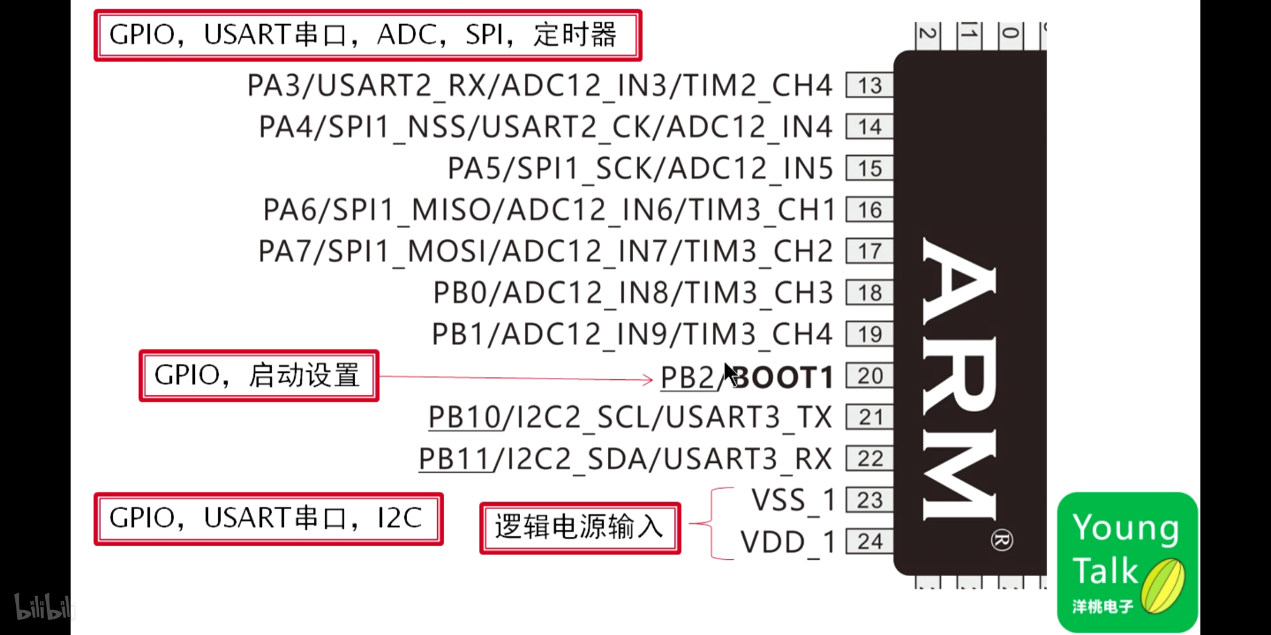 GPIO，USART串口，ADC，SPI，定时器
2 1 0
PA3/USART2_RX/ADC12_IN3/TIM2_CH4 13
PA4/SPI1_NSS/USART2_CK/ADC12_IN4 14
PA5/SPI1_SCK/ADC12_IN5 15
PA6/SPI1_MISO/ADC12_IN6/TIM3_CH1 16
PA7/SPI1_MOSI/ADC12_IN7/TIM3_CH2 17
PB0/ADC12_IN8/TIM3_CH3 18
PB1/ADC12_IN9/TIM3_CH4 19
GPIO，启动设置
PB2/BOOT1 20
PB10/I2C2_SCL/USART3_TX 21
PB11/I2C2_SDA/USART3_RX 22
GPIO，USART串口，I2C
逻辑电源输入
VSS_1 23
VDD_1 24
ARM®
Young
Talk
洋桃电子
bilibili